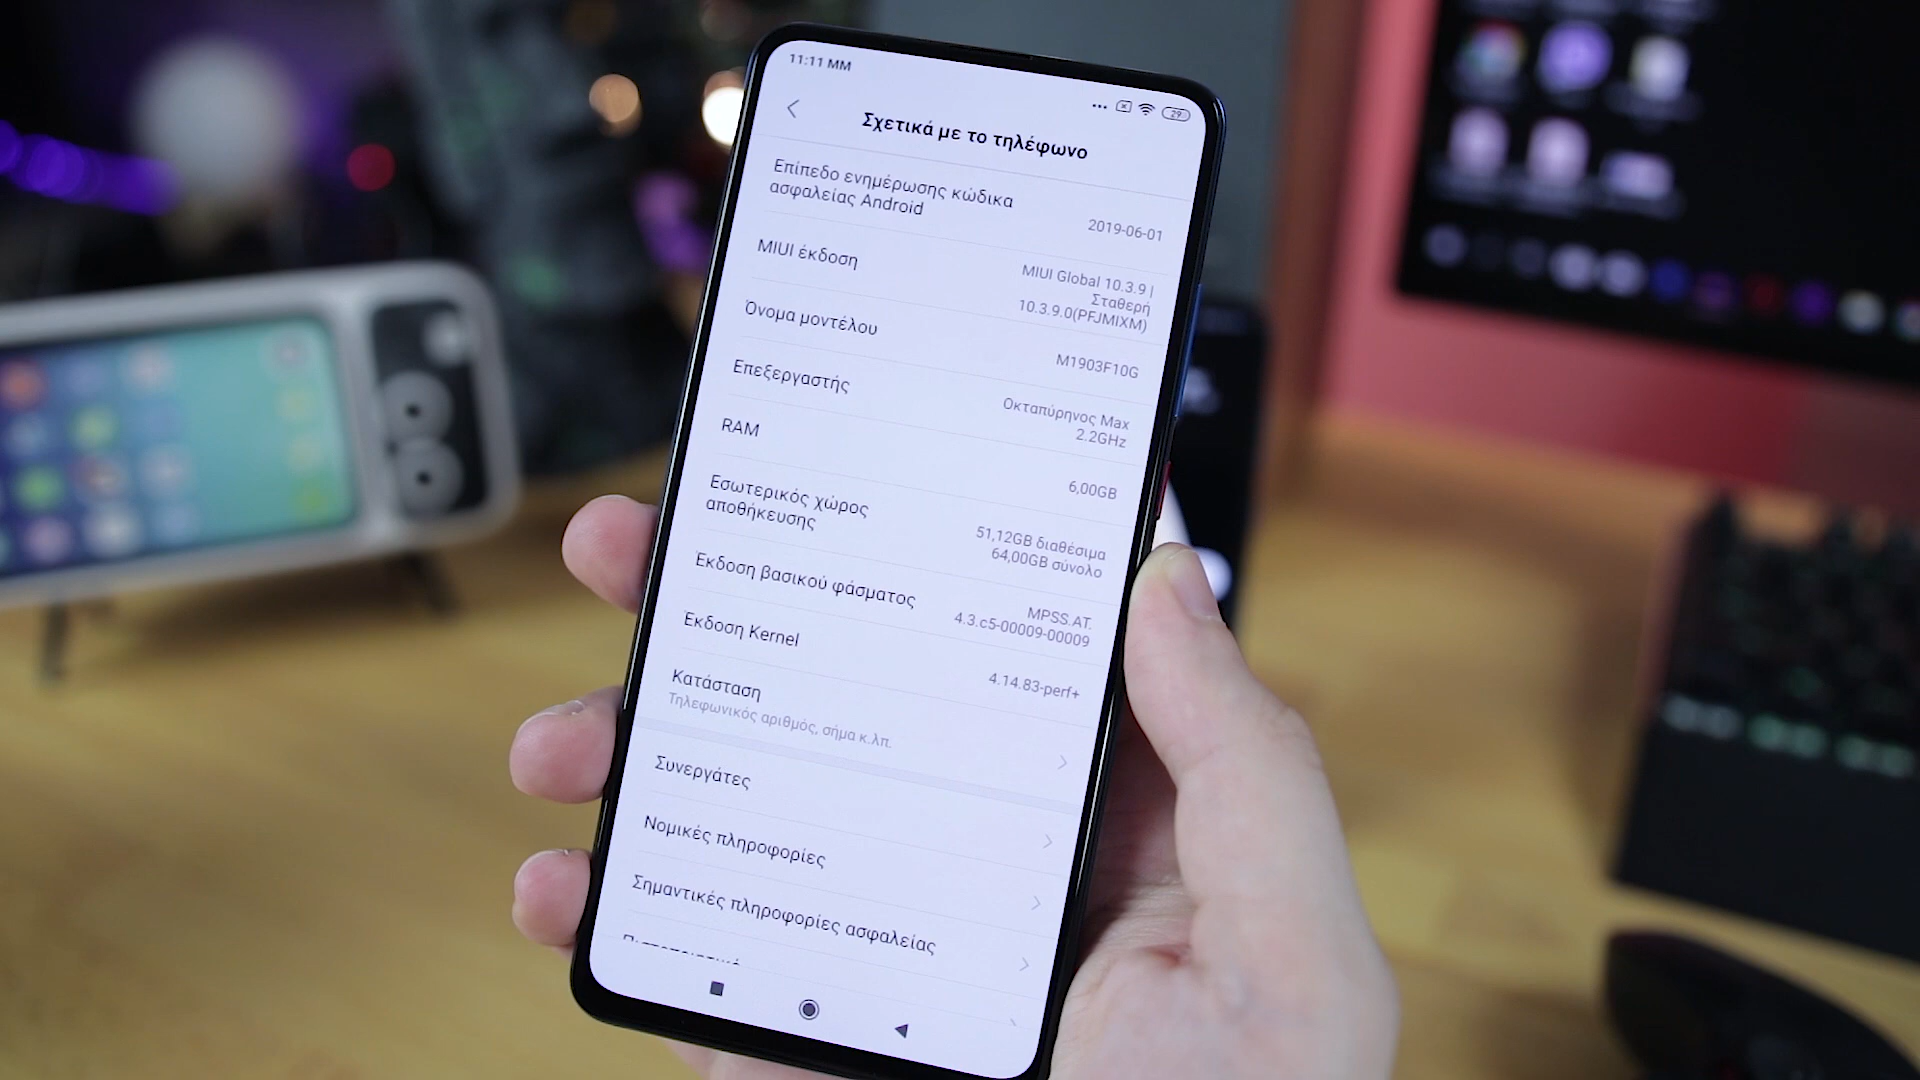 11:11 ΜΜ
29
Σχετικά με το τηλέφωνο
Επίπεδο ενημέρωσης κώδικα
ασφαλείας Android
2019-06-01
MIUI έκδοση
MIUI Global 10.3.9 |
Σταθερή
10.3.9.0(PFJMIXM)
Όνομα μοντέλου
M1903F10G
Επεξεργαστής
Οκταπύρηνος Max
2.2GHz
RAM
6,00GB
Εσωτερικός χώρος
αποθήκευσης
51,12GB διαθέσιμα
64,00GB σύνολο
Έκδοση βασικού φάσματος
MPSS.AT.
4.3.c5-00009-00009
Έκδοση Kernel
4.14.83-perf+
Κατάσταση
Τηλεφωνικός αριθμός, σήμα κ.λπ.
Συνεργάτες
Νομικές πληροφορίες
Σημαντικές πληροφορίες ασφαλείας